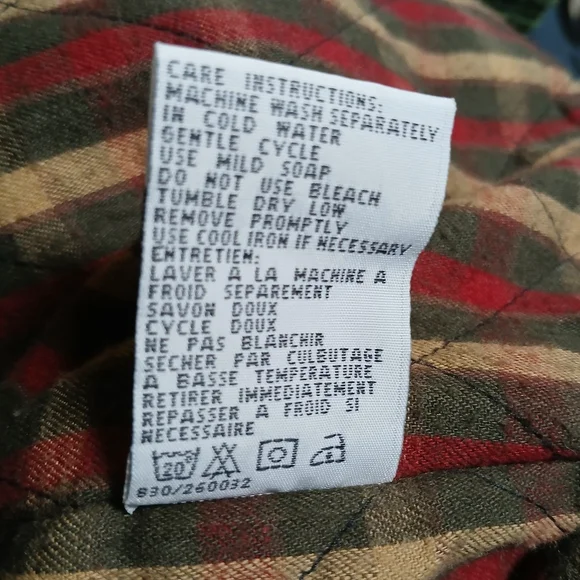 CARE INSTRUCTIONS:
MACHINE WASH SEPARATELY
IN COLD WATER
GENTLE CYCLE
USE MILD SOAP
DO NOT USE BLEACH
TUMBLE DRY LOW
REMOVE PROMPTLY
USE COOL IRON IF NECESSARY
ENTRETIEN:
LAVER A LA MACHINE A
FROID SEPAREMENT
SAVON DOUX
CYCLE DOUX
NE PAS BLANCHIR
SECHER PAR CULBUTAGE
A BASSE TEMPERATURE
RETIRER IMMEDIATEMENT
REPASSER A FROID SI
NECESSAIRE
20
830/260032